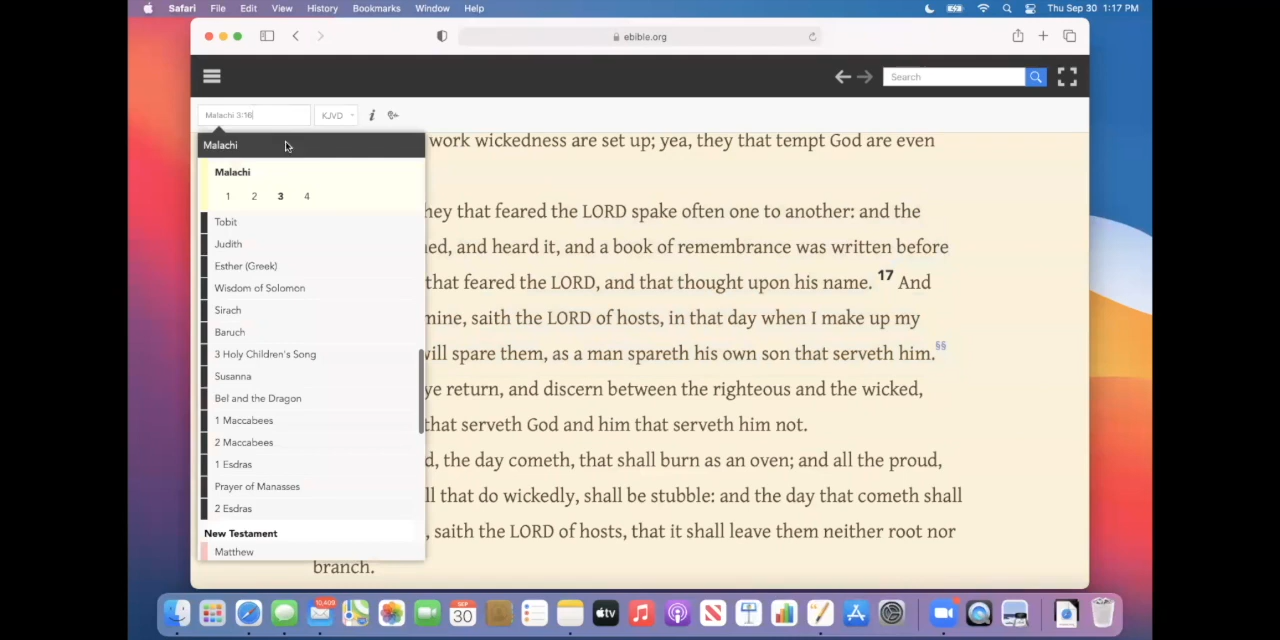 Safari File Edit View History Bookmarks Window Help Thu Sep 30 1:17 PM
ebible.org
Search
Malachi 3:16 KJVD
Malachi
Malachi
1 2 3 4
Tobit
Judith
Esther (Greek)
Wisdom of Solomon
Sirach
Baruch
3 Holy Children's Song
Susanna
Bel and the Dragon
1 Maccabees
2 Maccabees
1 Esdras
Prayer of Manasses
2 Esdras
New Testament
Matthew
work wickedness are set up; yea, they that tempt God are even
hey that feared the LORD spake often one to another: and the
ned, and heard it, and a book of remembrance was written before
that feared the LORD, and that thought upon his name. 17 And
mine, saith the LORD of hosts, in that day when I make up my
will spare them, as a man spareth his own son that serveth him.§§
ye return, and discern between the righteous and the wicked,
that serveth God and him that serveth him not.
d, the day cometh, that shall burn as an oven; and all the proud,
ll that do wickedly, shall be stubble: and the day that cometh shall
, saith the LORD of hosts, that it shall leave them neither root nor
branch.
10,409
SEP
30
tv